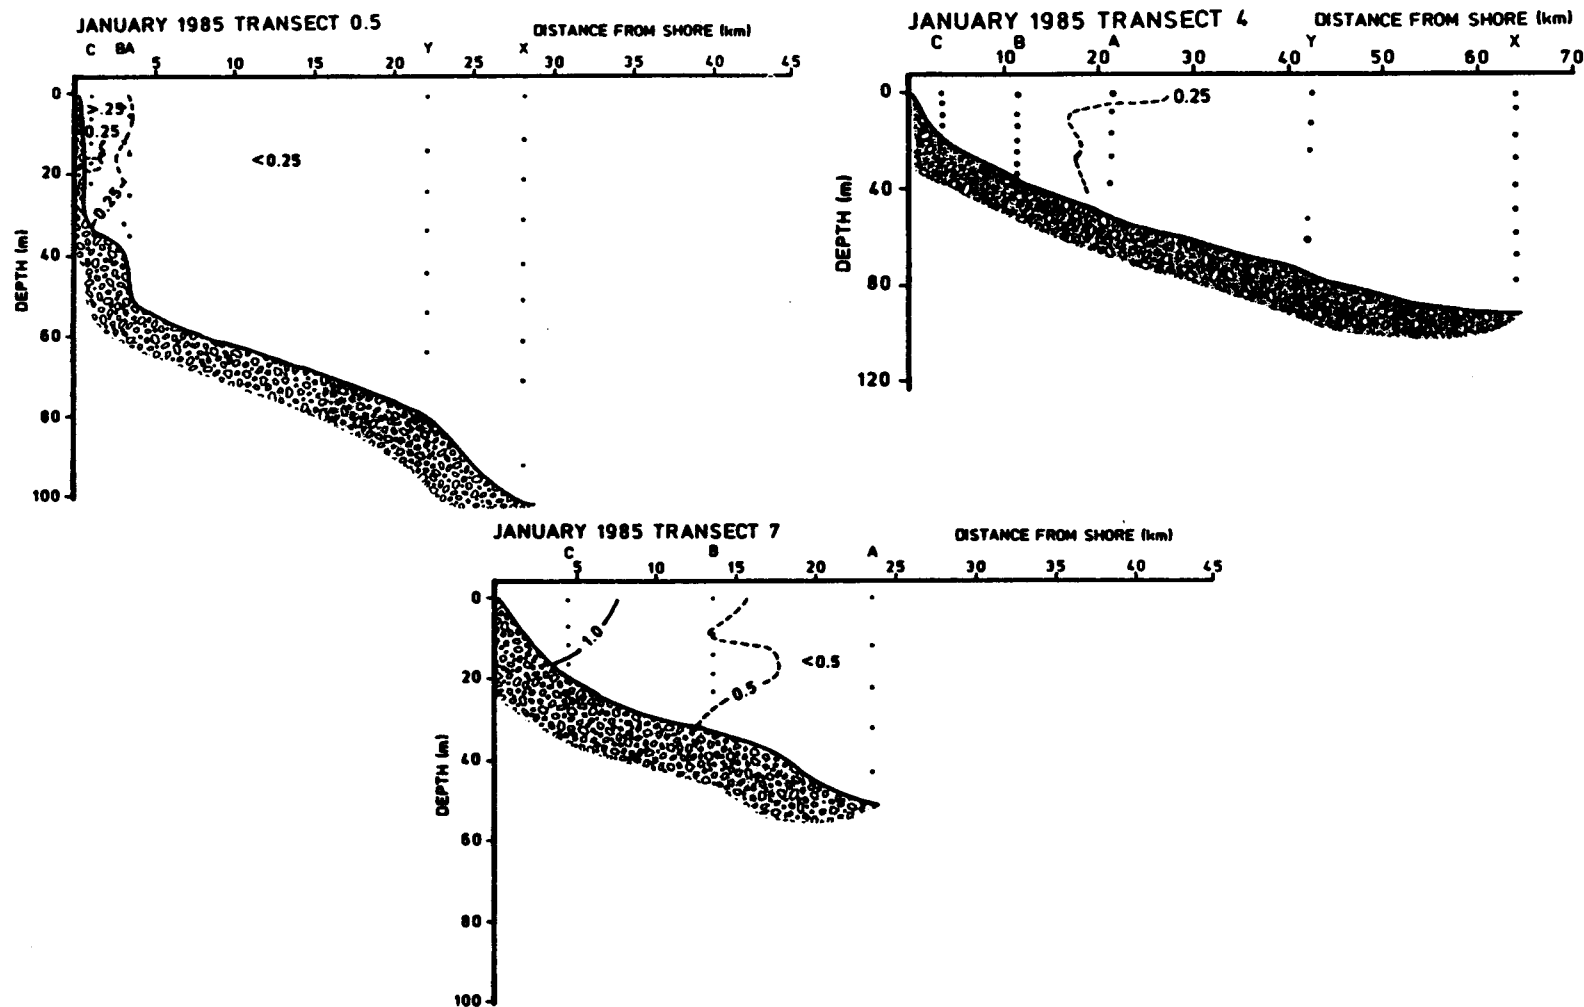 JANUARY 1985 TRANSECT 0.5
DISTANCE FROM SHORE (km)
C BA Y X
5 10 15 20 25 30 35 40 45
DEPTH (m)
0
20
40
60
80
100
>.25
0.25
0.25
<0.25
JANUARY 1985 TRANSECT 4
DISTANCE FROM SHORE (km)
C B A Y X
10 20 30 40 50 60 70
DEPTH (m)
0
40
80
120
0.25
JANUARY 1985 TRANSECT 7
DISTANCE FROM SHORE (km)
C B A
5 10 15 20 25 30 35 40 45
DEPTH (m)
0
20
40
60
80
100
1.0
0.5
<0.5